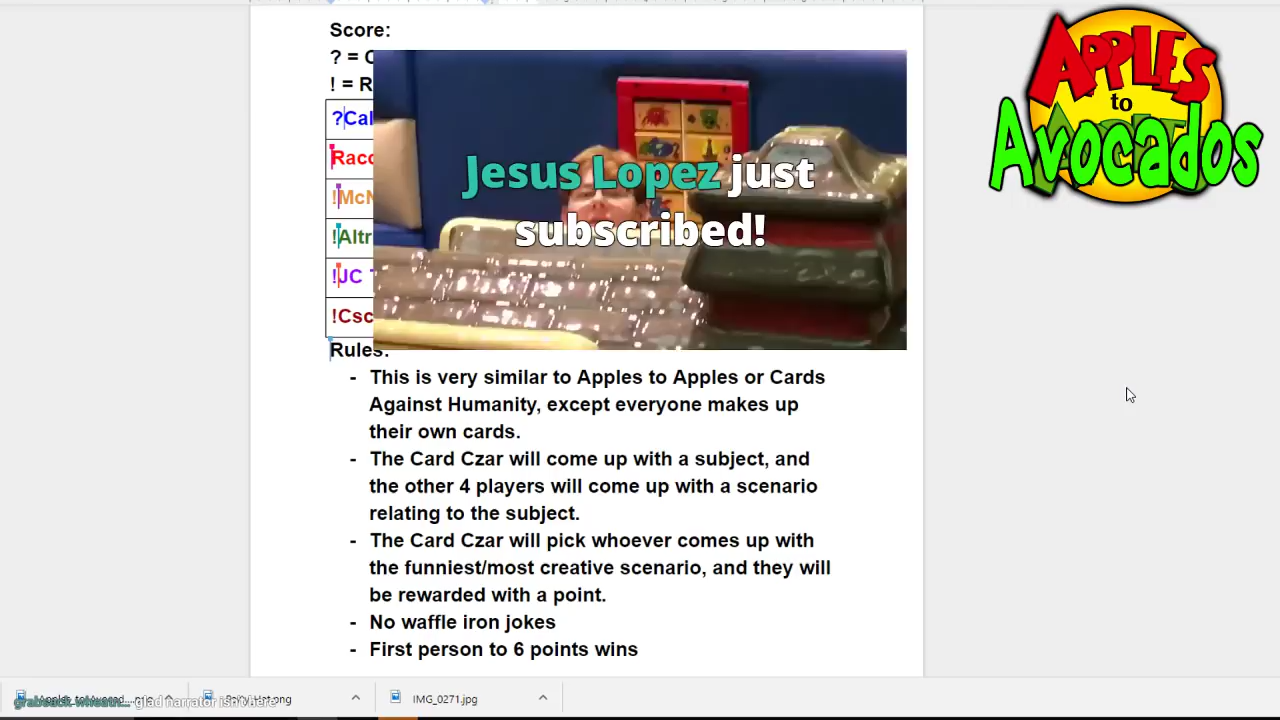 Score:
? = C
! = R
?Cal
Racc
!McN
!Altr
!JC T
!Csc
Jesus Lopez just
subscribed!
Rules:
- This is very similar to Apples to Apples or Cards
Against Humanity, except everyone makes up
their own cards.
- The Card Czar will come up with a subject, and
the other 4 players will come up with a scenario
relating to the subject.
- The Card Czar will pick whoever comes up with
the funniest/most creative scenario, and they will
be rewarded with a point.
- No waffle iron jokes
- First person to 6 points wins
APPLES
to
Avocados
IMG_0271.jpg
glad narrator isn't here